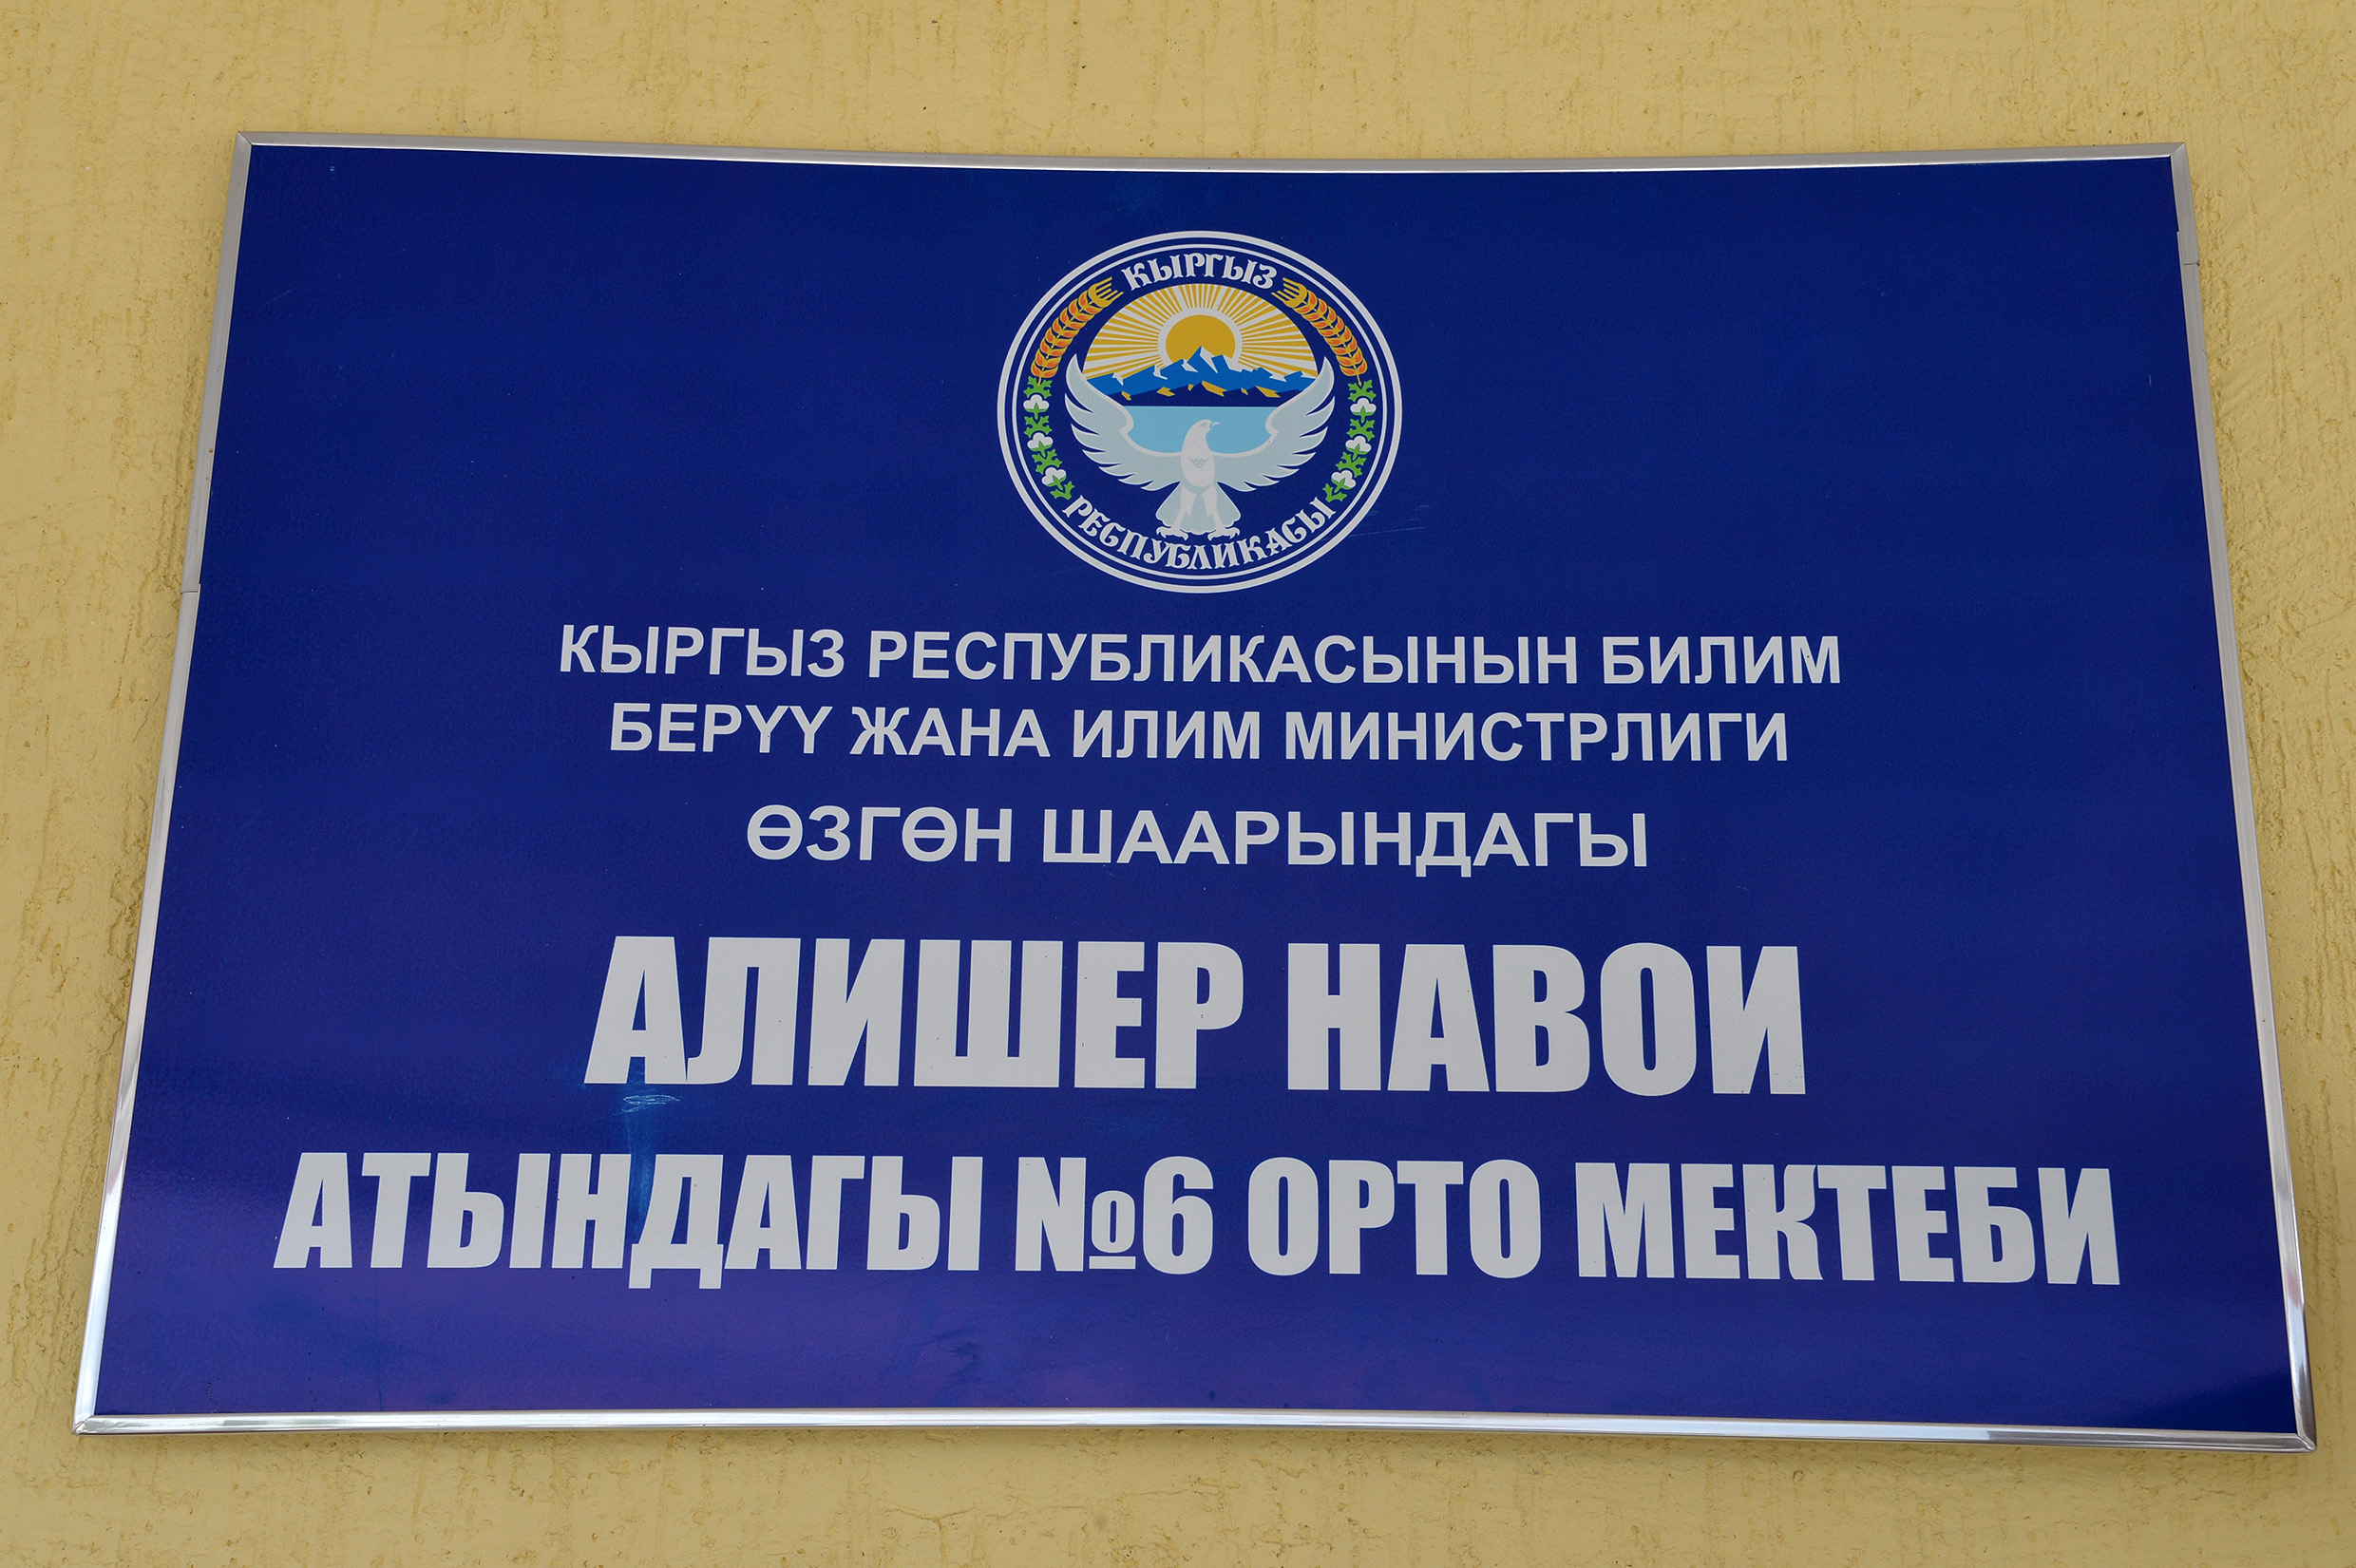 КЫРГЫЗ
РЕСПУБЛИКАСЫ
КЫРГЫЗ РЕСПУБЛИКАСЫНЫН БИЛИМ
БЕРҮҮ ЖАНА ИЛИМ МИНИСТРЛИГИ
ӨЗГӨН ШААРЫНДАГЫ
АЛИШЕР НАВОИ
АТЫНДАГЫ №6 ОРТО МЕКТЕБИ